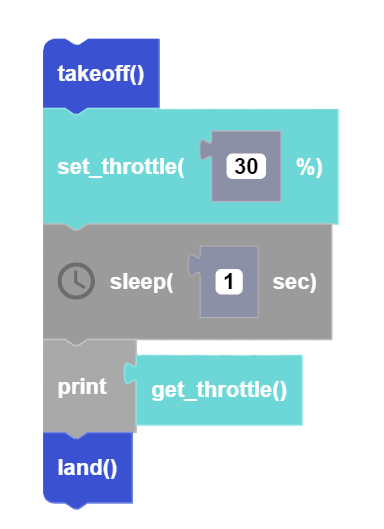 takeoff()
set_throttle( 30 %)
sleep( 1 sec)
print get_throttle()
land()